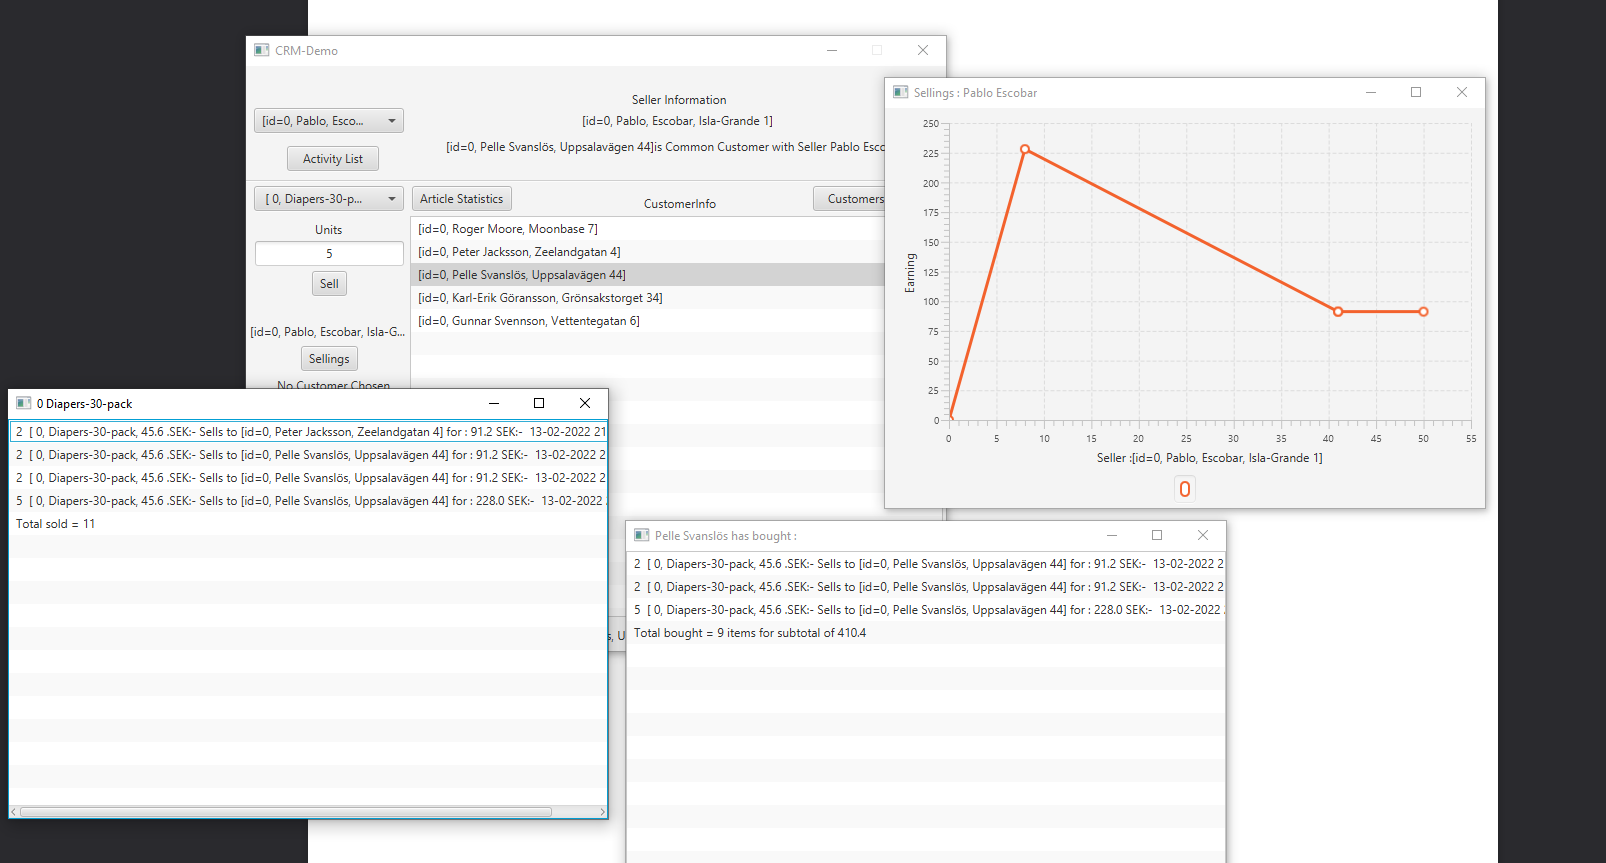 CRM-Demo
Seller Information
[id=0, Pablo, Esco...
[id=0, Pablo, Escobar, Isla-Grande 1]
Activity List
[id=0, Pelle Svanslös, Uppsalavägen 44]is Common Customer with Seller Pablo Esco
[ 0, Diapers-30-p...
Article Statistics
CustomerInfo
Customers
Units
5
Sell
[id=0, Roger Moore, Moonbase 7]
[id=0, Peter Jacksson, Zeelandgatan 4]
[id=0, Pelle Svanslös, Uppsalavägen 44]
[id=0, Karl-Erik Göransson, Grönsakstorget 34]
[id=0, Gunnar Svennson, Vettentegatan 6]
[id=0, Pablo, Escobar, Isla-G...
Sellings
No Customer Chosen
Sellings : Pablo Escobar
250
225
200
175
150
125
100
75
50
25
0
Earning
0 5 10 15 20 25 30 35 40 45 50 55
Seller :[id=0, Pablo, Escobar, Isla-Grande 1]
0
0 Diapers-30-pack
2 [ 0, Diapers-30-pack, 45.6 .SEK:- Sells to [id=0, Peter Jacksson, Zeelandgatan 4] for : 91.2 SEK:- 13-02-2022 21
2 [ 0, Diapers-30-pack, 45.6 .SEK:- Sells to [id=0, Pelle Svanslös, Uppsalavägen 44] for : 91.2 SEK:- 13-02-2022 2
2 [ 0, Diapers-30-pack, 45.6 .SEK:- Sells to [id=0, Pelle Svanslös, Uppsalavägen 44] for : 91.2 SEK:- 13-02-2022 2
5 [ 0, Diapers-30-pack, 45.6 .SEK:- Sells to [id=0, Pelle Svanslös, Uppsalavägen 44] for : 228.0 SEK:- 13-02-2022
Total sold = 11
s, U
Pelle Svanslös has bought :
2 [ 0, Diapers-30-pack, 45.6 .SEK:- Sells to [id=0, Pelle Svanslös, Uppsalavägen 44] for : 91.2 SEK:- 13-02-2022 2
2 [ 0, Diapers-30-pack, 45.6 .SEK:- Sells to [id=0, Pelle Svanslös, Uppsalavägen 44] for : 91.2 SEK:- 13-02-2022 2
5 [ 0, Diapers-30-pack, 45.6 .SEK:- Sells to [id=0, Pelle Svanslös, Uppsalavägen 44] for : 228.0 SEK:- 13-02-2022
Total bought = 9 items for subtotal of 410.4